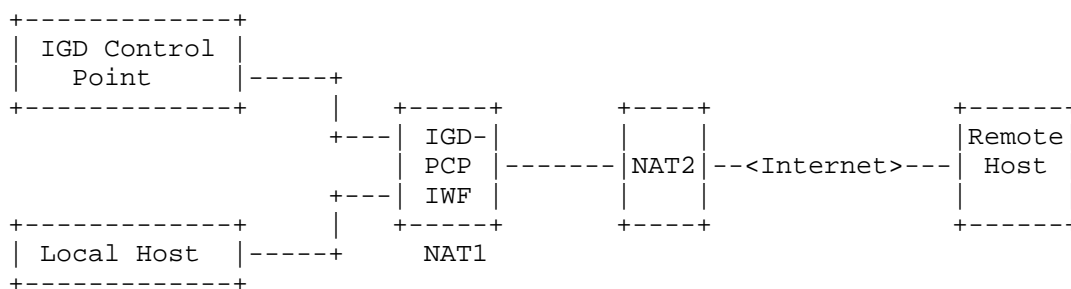 IGD Control
Point
IGD-
Remote
PCP
NAT2
<Internet>
Host
IWF
Local Host
NAT1